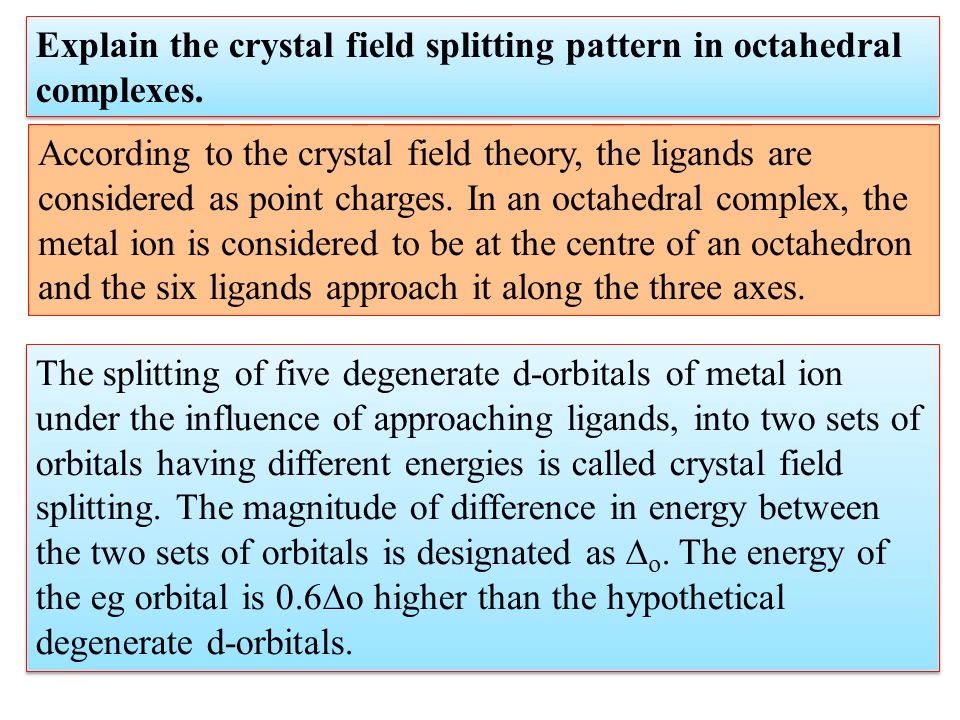 Explain the crystal field splitting pattern in octahedral
complexes.
According to the crystal field theory, the ligands are
considered as point charges. In an octahedral complex, the
metal ion is considered to be at the centre of an octahedron
and the six ligands approach it along the three axes.
The splitting of five degenerate d-orbitals of metal ion
under the influence of approaching ligands, into two sets of
orbitals having different energies is called crystal field
splitting. The magnitude of difference in energy between
the two sets of orbitals is designated as Δₒ. The energy of
the eg orbital is 0.6Δo higher than the hypothetical
degenerate d-orbitals.